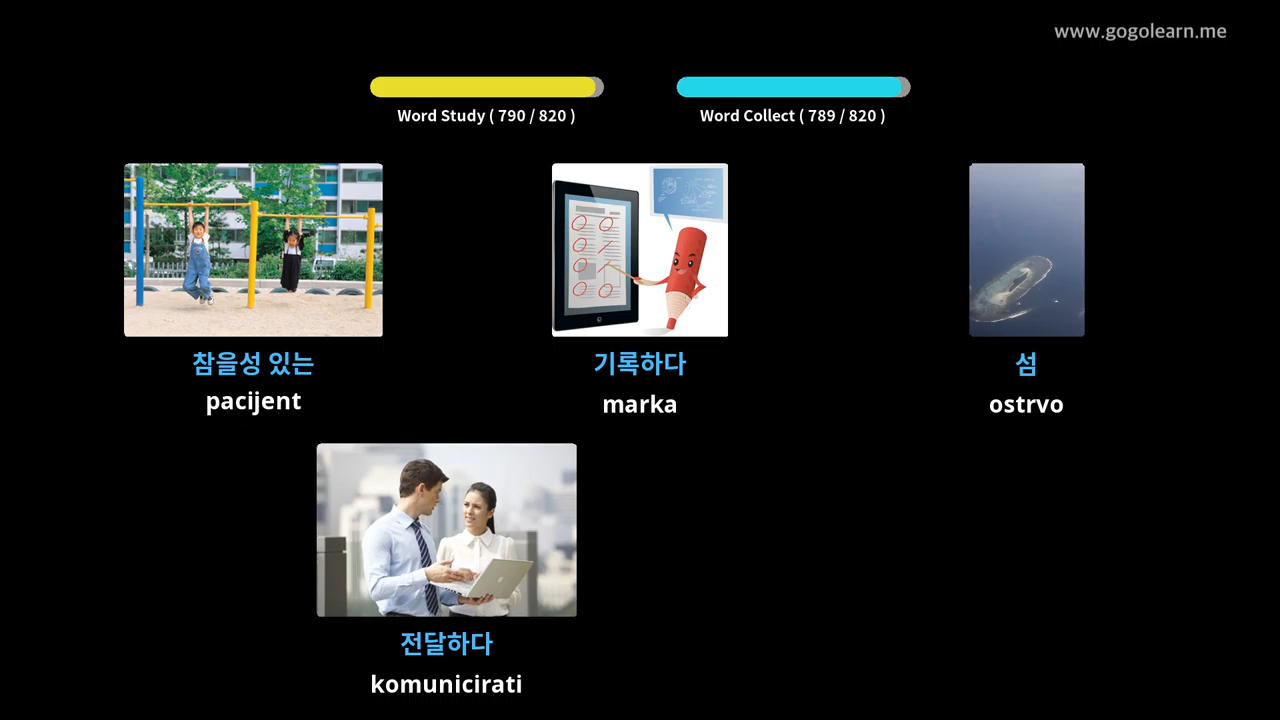 www.gogolearn.me
Word Study ( 790 / 820 )
Word Collect ( 789 / 820 )
참을성 있는
pacijent
기록하다
marka
섬
ostrvo
전달하다
komunicirati